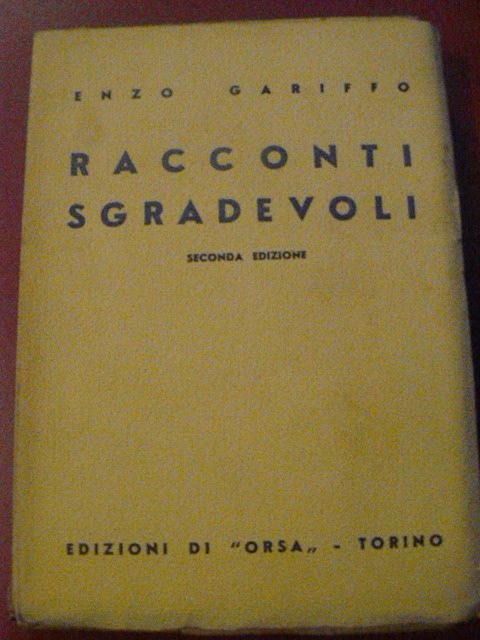 ENZO GARIFFO
RACCONTI
SGRADEVOLI
SECONDA EDIZIONE
EDIZIONI DI "ORSA„ - TORINO